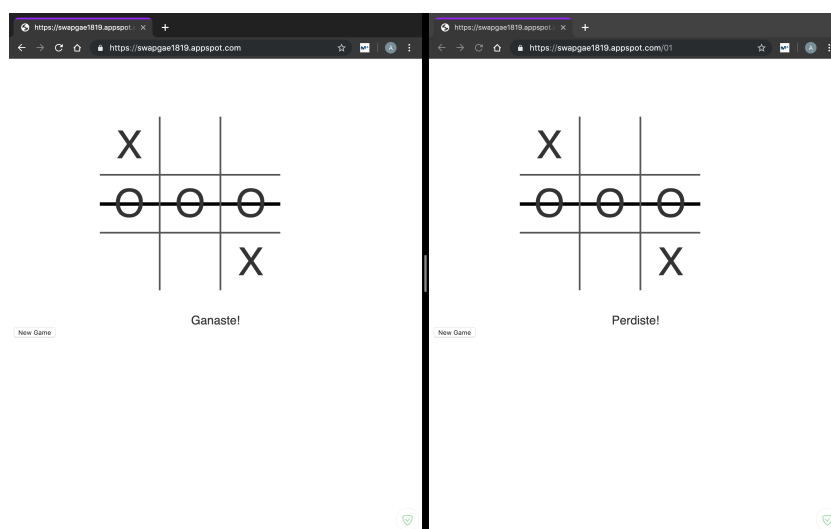 https://swapgae1819.appspot.c
https://swapgae1819.appspot.com
X
O O O
X
Ganaste!
New Game
https://swapgae1819.appspot.
https://swapgae1819.appspot.com/01
X
O O O
X
Perdiste!
New Game